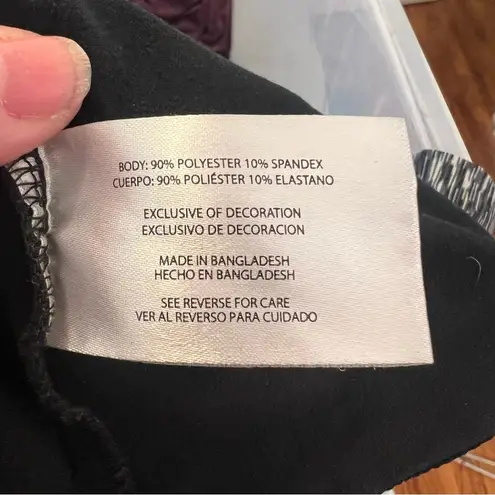 BODY: 90% POLYESTER 10% SPANDEX
CUERPO: 90% POLIÉSTER 10% ELASTANO
EXCLUSIVE OF DECORATION
EXCLUSIVO DE DECORACION
MADE IN BANGLADESH
HECHO EN BANGLADESH
SEE REVERSE FOR CARE
VER AL REVERSO PARA CUIDADO